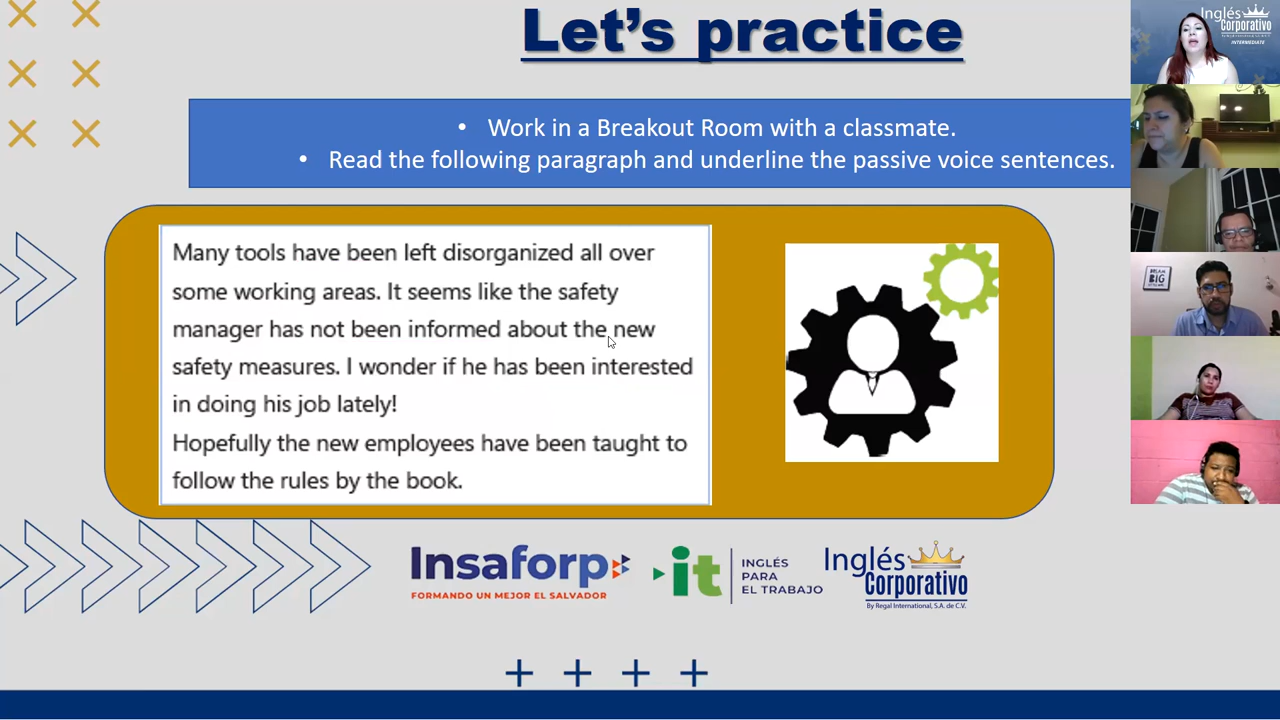 Let's practice
• Work in a Breakout Room with a classmate.
• Read the following paragraph and underline the passive voice sentences.
Many tools have been left disorganized all over
some working areas. It seems like the safety
manager has not been informed about the new
safety measures. I wonder if he has been interested
in doing his job lately!
Hopefully the new employees have been taught to
follow the rules by the book.
Insaforp
FORMANDO UN MEJOR EL SALVADOR
it
INGLÉS
PARA
EL TRABAJO
Inglés
Corporativo
By Regal International, S.A. de C.V.
Inglés
Corporativo
INTERMEDIATE
DREAM
BIG